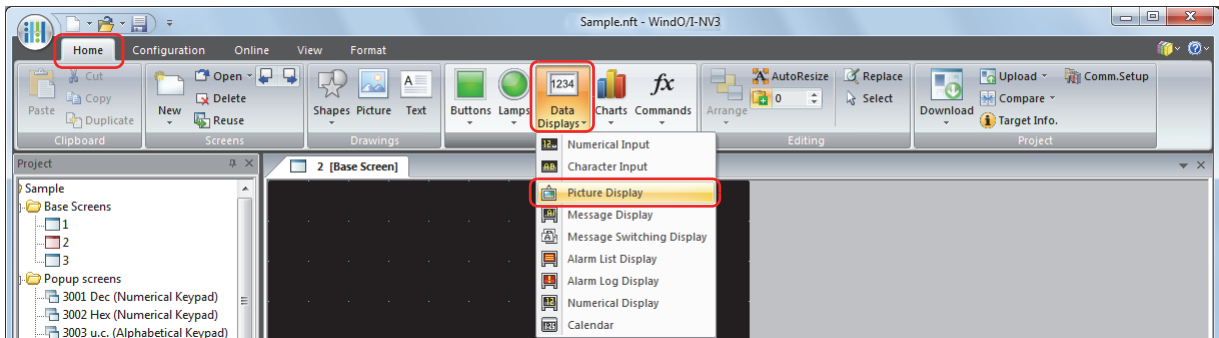 Sample.nft - WindO/I-NV3
Home Configuration Online View Format
Paste
Cut
Copy
Duplicate
Clipboard
New
Open
Delete
Reuse
Screens
Shapes Picture Text
Drawings
Buttons Lamps
1234
Data
Displays
Charts
fx
Commands
Arrange
AutoResize
0
Replace
Select
Editing
Download
Upload
Compare
Target Info.
Comm.Setup
Project
Numerical Input
Character Input
Picture Display
Message Display
Message Switching Display
Alarm List Display
Alarm Log Display
Numerical Display
Calendar
Project
Sample
Base Screens
1
2
3
Popup screens
3001 Dec (Numerical Keypad)
3002 Hex (Numerical Keypad)
3003 u.c. (Alphabetical Keypad)
2 [Base Screen]